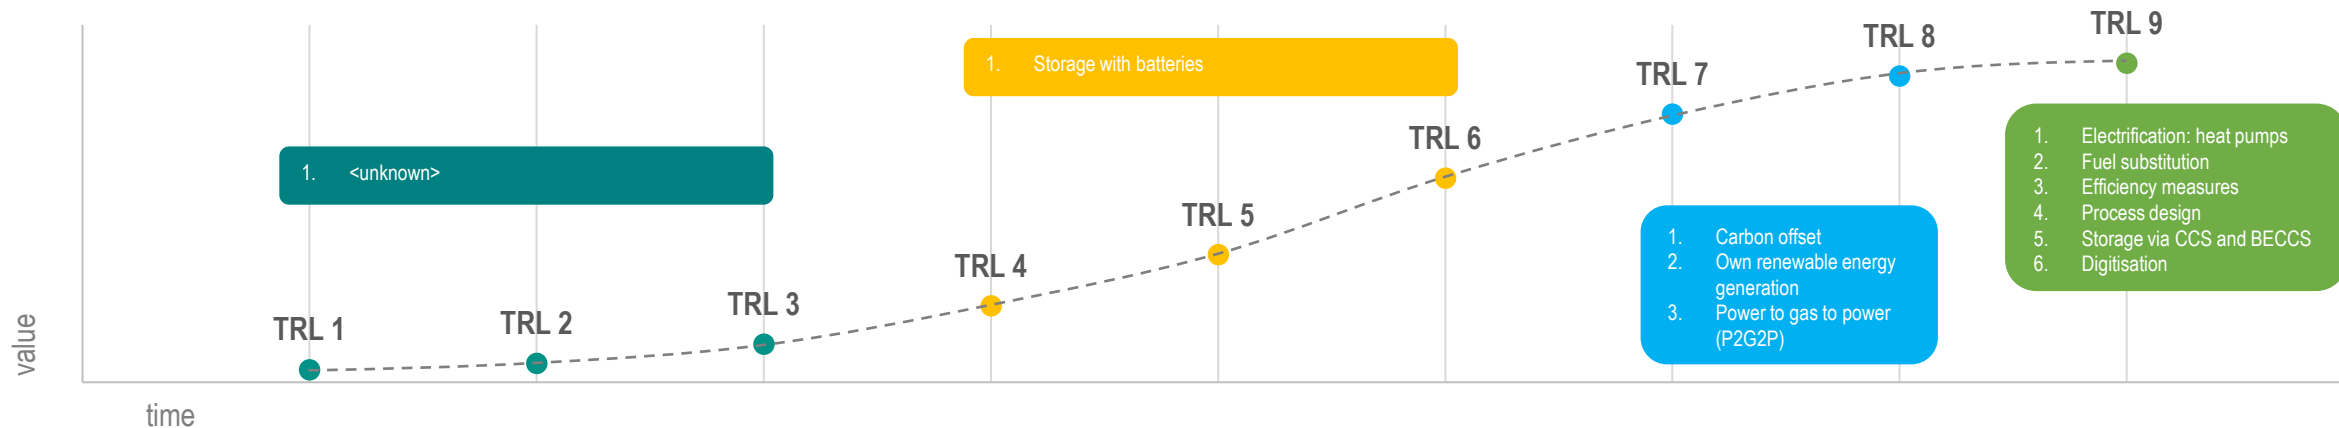 TRL 9
TRL 8
TRL 7
1. Storage with batteries
TRL 6
1. <unknown>
TRL 5
TRL 4
TRL 3
TRL 2
TRL 1
1. Electrification: heat pumps
2. Fuel substitution
3. Efficiency measures
4. Process design
5. Storage via CCS and BECCS
6. Digitisation
1. Carbon offset
2. Own renewable energy
generation
3. Power to gas to power
(P2G2P)
value
time